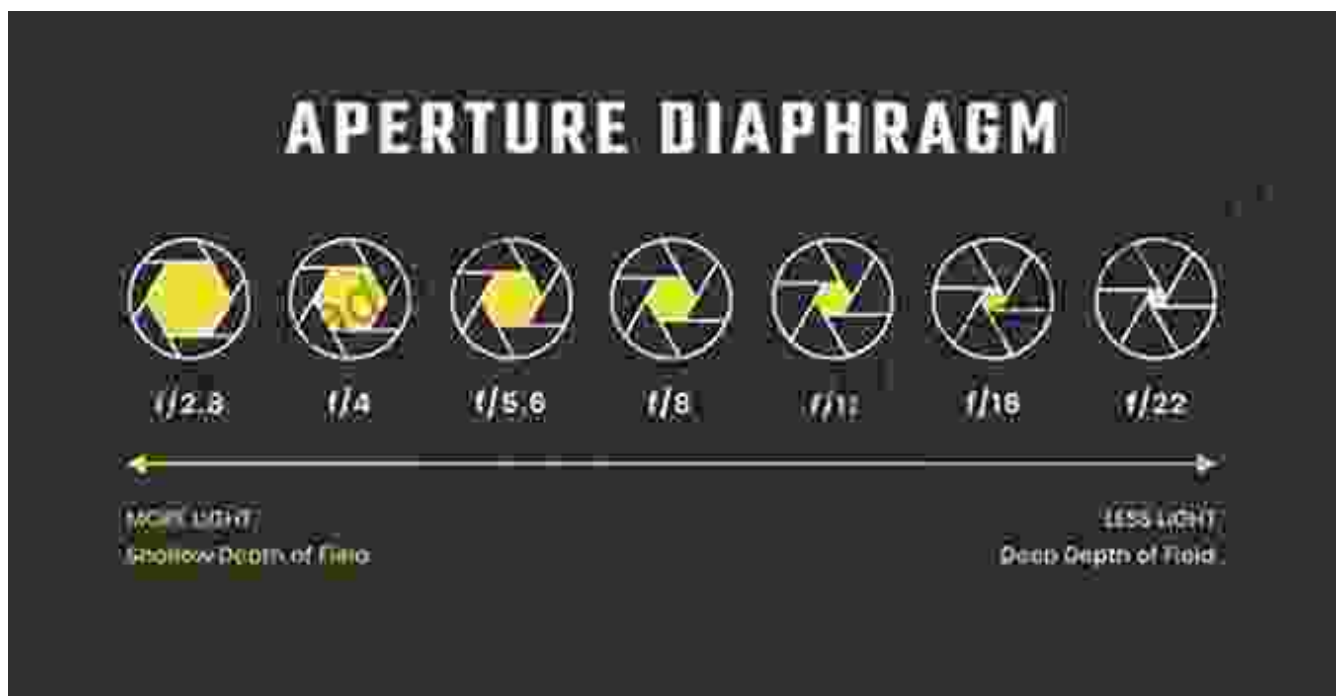 APERTURE DIAPHRAGM
f/2.8 f/4 f/5.6 f/8 f/11 f/16 f/22
MORE LIGHT LESS LIGHT
Shallow Depth of Field Deep Depth of Field